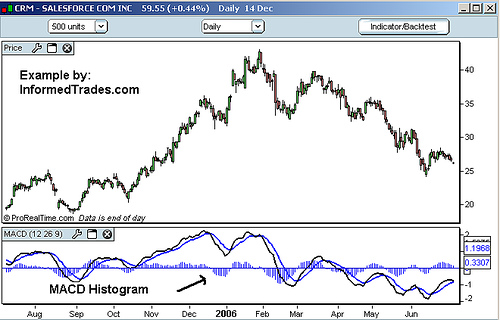 CRM - SALESFORCE COM INC 59.55 (+0.44%) Daily 14 Dec
500 units Daily Indicator/Backtest
Price
Example by:
InformedTrades.com
40
35
30
25
20
© ProRealTime.com Data is end of day
MACD (12 26 9)
2
1.1968
0.3307
-1
-2
MACD Histogram
Aug Sep Oct Nov Dec 2006 Feb Mar Apr May Jun